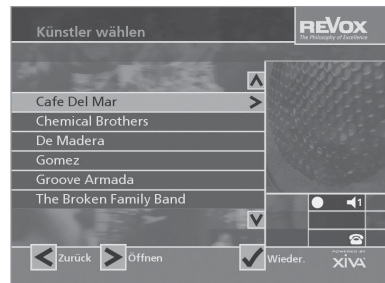 Künstler wählen
REVOX
The Philosophy of Excellence
Cafe Del Mar
Chemical Brothers
De Madera
Gomez
Groove Armada
The Broken Family Band
1
Zurück
Öffnen
Wieder.
POWERED BY
XiVA